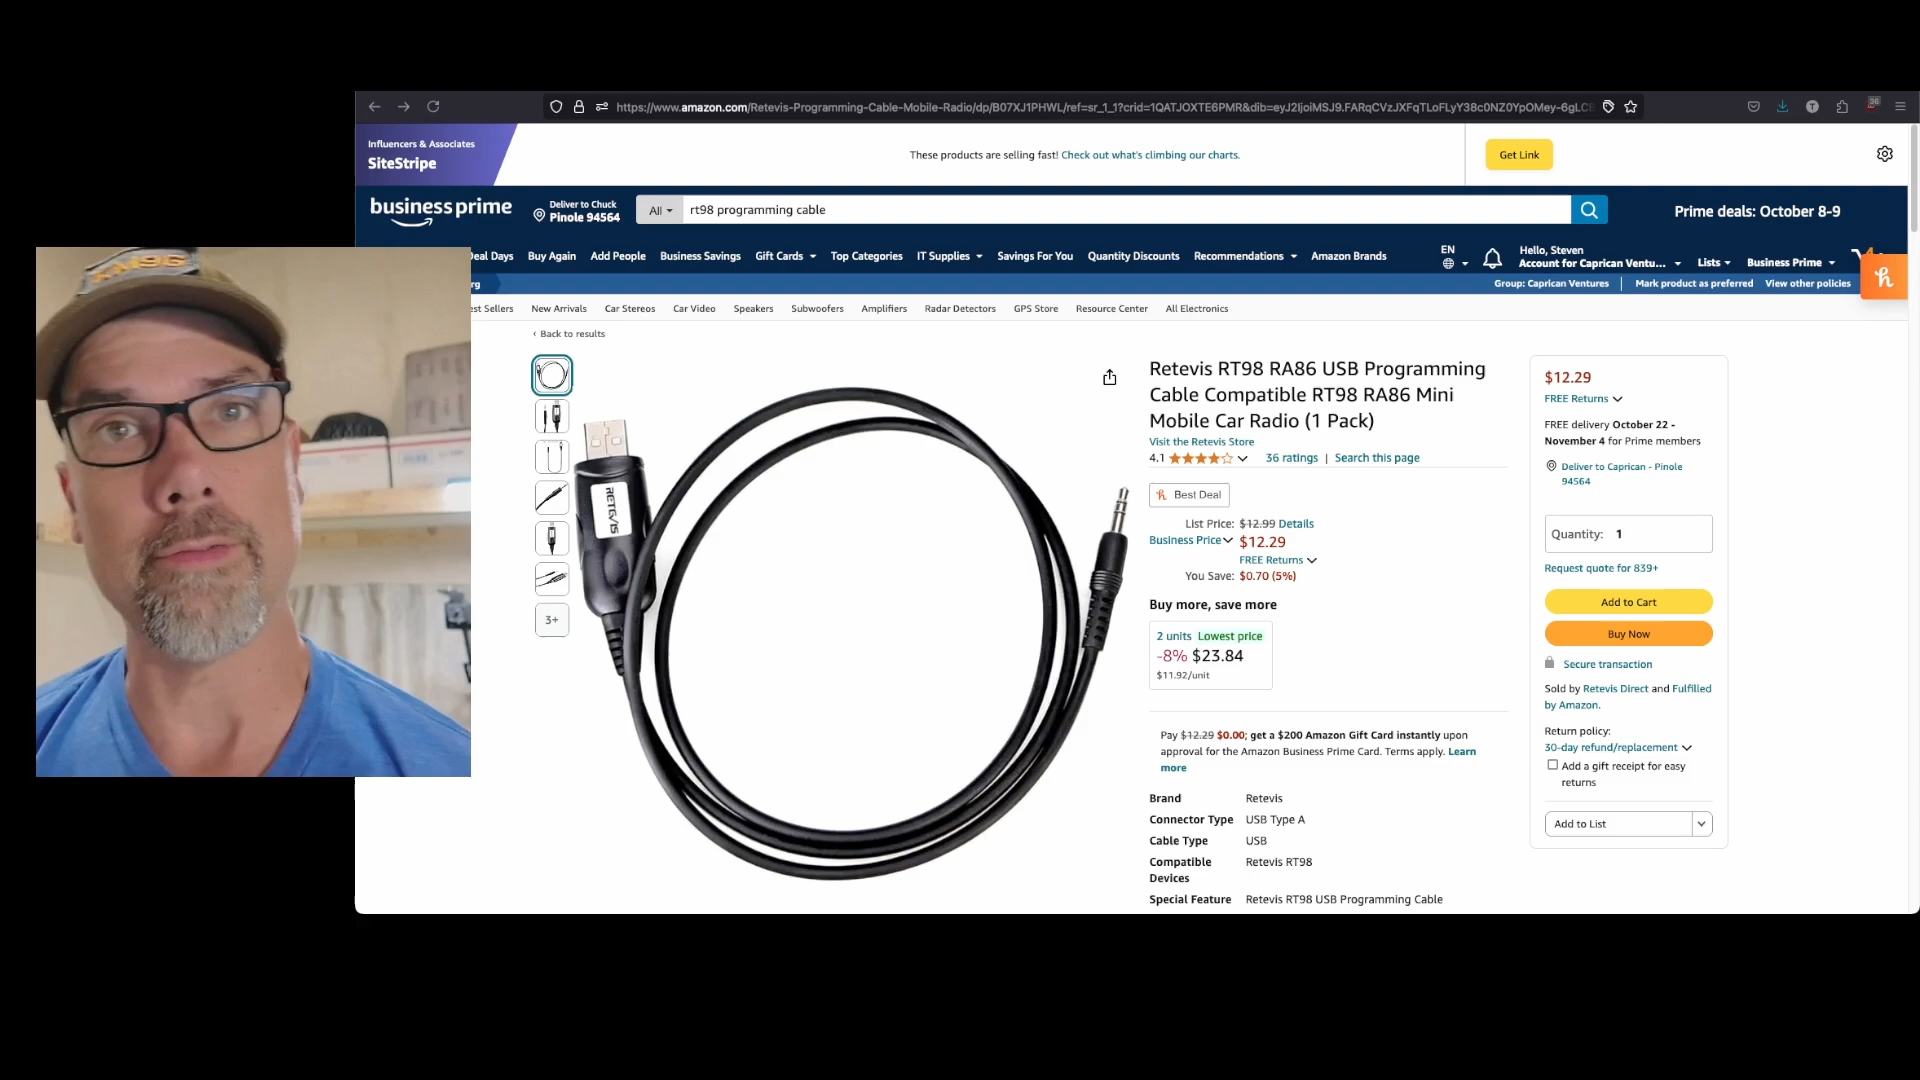 https://www.amazon.com/Retevis-Programming-Cable-Mobile-Radio/dp/B07XJ1PHWL/ref=sr_1_1?crid=1QATJOXTE6PMR&dib=eyJ2IjoiMSJ9.FARqCVzJXFqTLoFLyY38c0NZ0YpOMey-6gLC
38
Influencers & Associates
SiteStripe
These products are selling fast! Check out what's climbing our charts.
Get Link
business prime
Deliver to Chuck
Pinole 94564
All
rt98 programming cable
Prime deals: October 8-9
Deal Days Buy Again Add People Business Savings Gift Cards Top Categories IT Supplies Savings For You Quantity Discounts Recommendations Amazon Brands
EN
Hello, Steven
Account for Caprican Ventu...
Lists
Business Prime
rg
Group: Caprican Ventures | Mark product as preferred View other policies
est Sellers New Arrivals Car Stereos Car Video Speakers Subwoofers Amplifiers Radar Detectors GPS Store Resource Center All Electronics
‹ Back to results
3+
RETEVIS
Retevis RT98 RA86 USB Programming
Cable Compatible RT98 RA86 Mini
Mobile Car Radio (1 Pack)
Visit the Retevis Store
4.1 36 ratings | Search this page
Best Deal
List Price: $12.99 Details
Business Price $12.29
FREE Returns
You Save: $0.70 (5%)
Buy more, save more
2 units Lowest price
-8% $23.84
$11.92/unit
Pay $12.29 $0.00; get a $200 Amazon Gift Card instantly upon
approval for the Amazon Business Prime Card. Terms apply. Learn
more
Brand Retevis
Connector Type USB Type A
Cable Type USB
Compatible Retevis RT98
Devices
Special Feature Retevis RT98 USB Programming Cable
$12.29
FREE Returns
FREE delivery October 22 -
November 4 for Prime members
Deliver to Caprican - Pinole
94564
Quantity: 1
Request quote for 839+
Add to Cart
Buy Now
Secure transaction
Sold by Retevis Direct and Fulfilled
by Amazon.
Return policy:
30-day refund/replacement
Add a gift receipt for easy
returns
Add to List